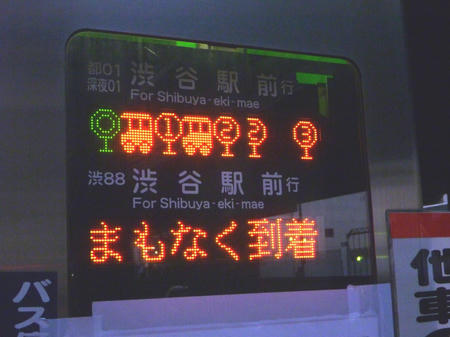 都01
深夜01
渋谷駅前行
For Shibuya-eki-mae
1 2 2 3
渋88 渋谷駅前行
For Shibuya-eki-mae
まもなく到着
バス
他
車